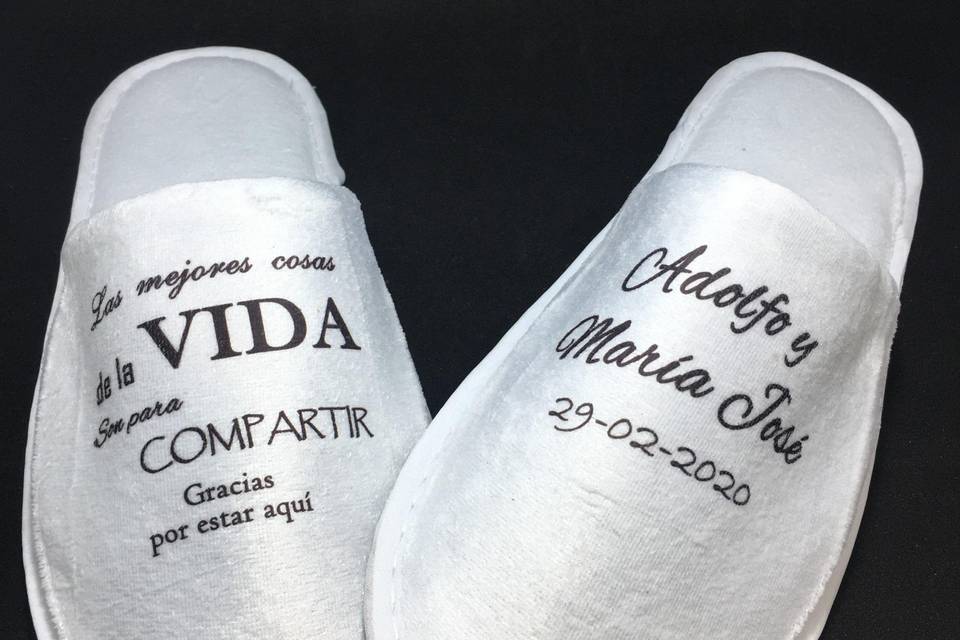 Las mejores cosas
de la VIDA
Son para
COMPARTIR
Gracias
por estar aquí
Adolfo y
María José
29-02-2020